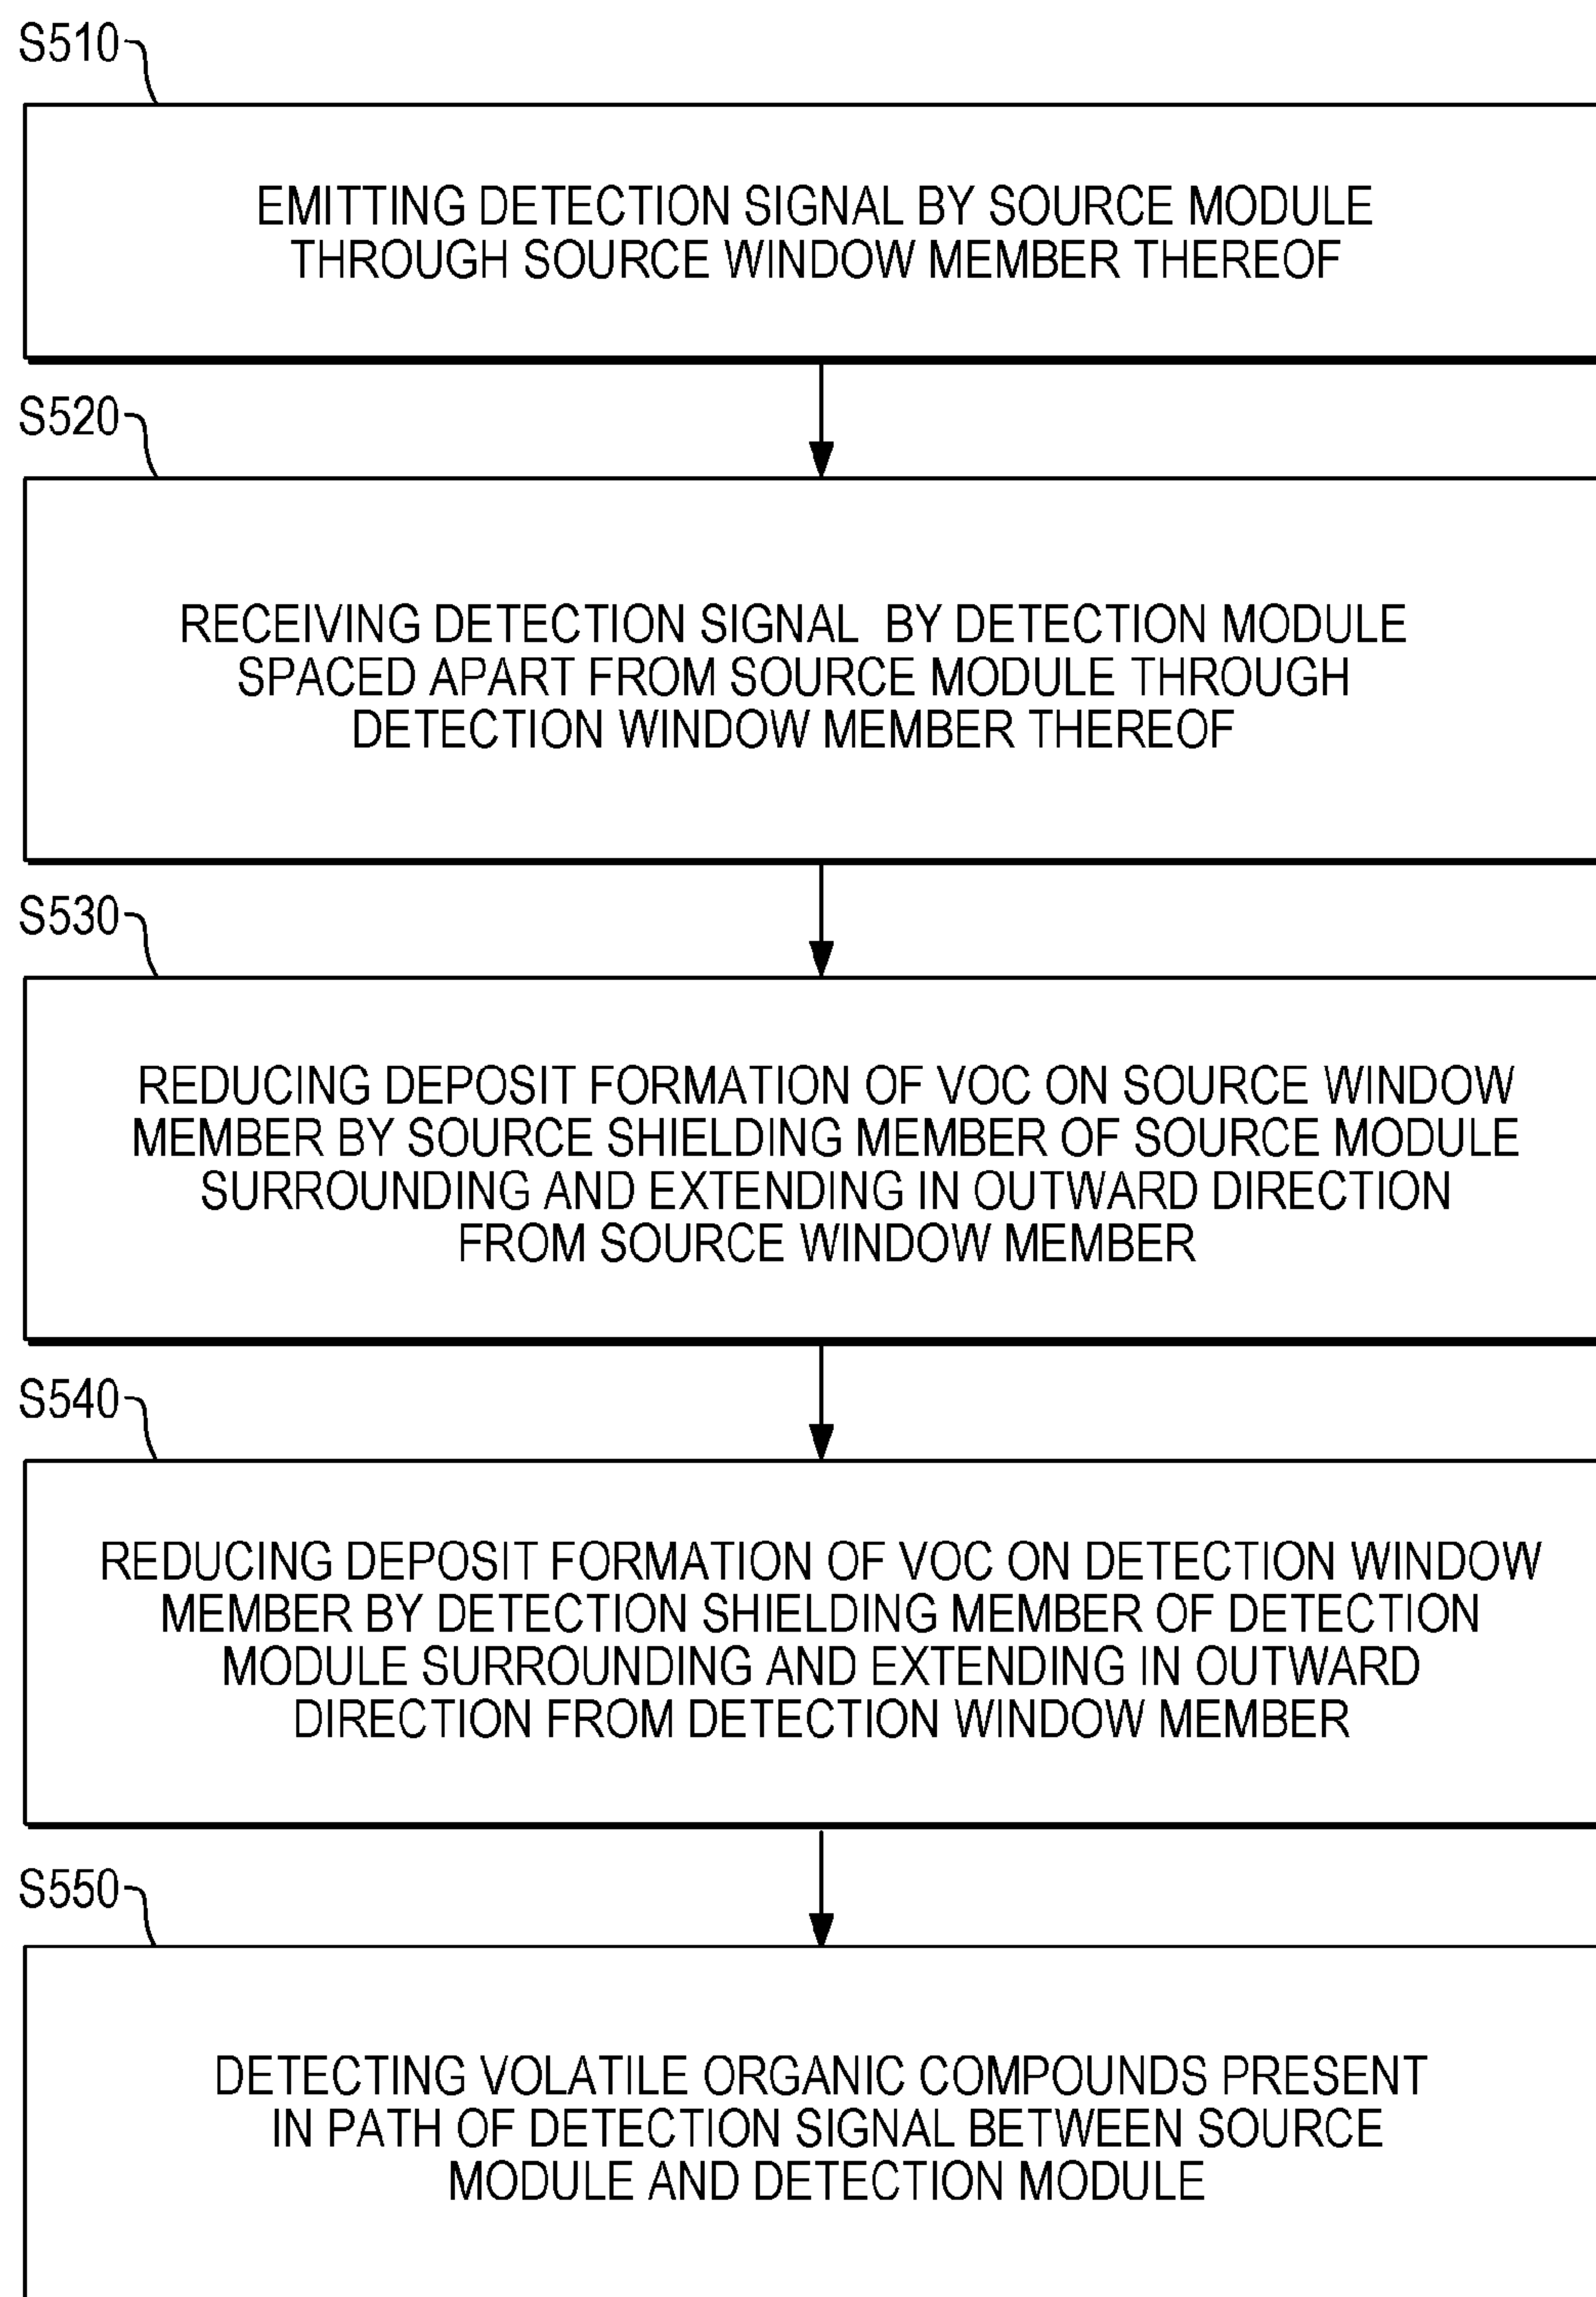 S510
EMITTING DETECTION SIGNAL BY SOURCE MODULE
THROUGH SOURCE WINDOW MEMBER THEREOF
S520
RECEIVING DETECTION SIGNAL BY DETECTION MODULE
SPACED APART FROM SOURCE MODULE THROUGH
DETECTION WINDOW MEMBER THEREOF
S530
REDUCING DEPOSIT FORMATION OF VOC ON SOURCE WINDOW
MEMBER BY SOURCE SHIELDING MEMBER OF SOURCE MODULE
SURROUNDING AND EXTENDING IN OUTWARD DIRECTION
FROM SOURCE WINDOW MEMBER
S540
REDUCING DEPOSIT FORMATION OF VOC ON DETECTION WINDOW
MEMBER BY DETECTION SHIELDING MEMBER OF DETECTION
MODULE SURROUNDING AND EXTENDING IN OUTWARD
DIRECTION FROM DETECTION WINDOW MEMBER
S550
DETECTING VOLATILE ORGANIC COMPOUNDS PRESENT
IN PATH OF DETECTION SIGNAL BETWEEN SOURCE
MODULE AND DETECTION MODULE